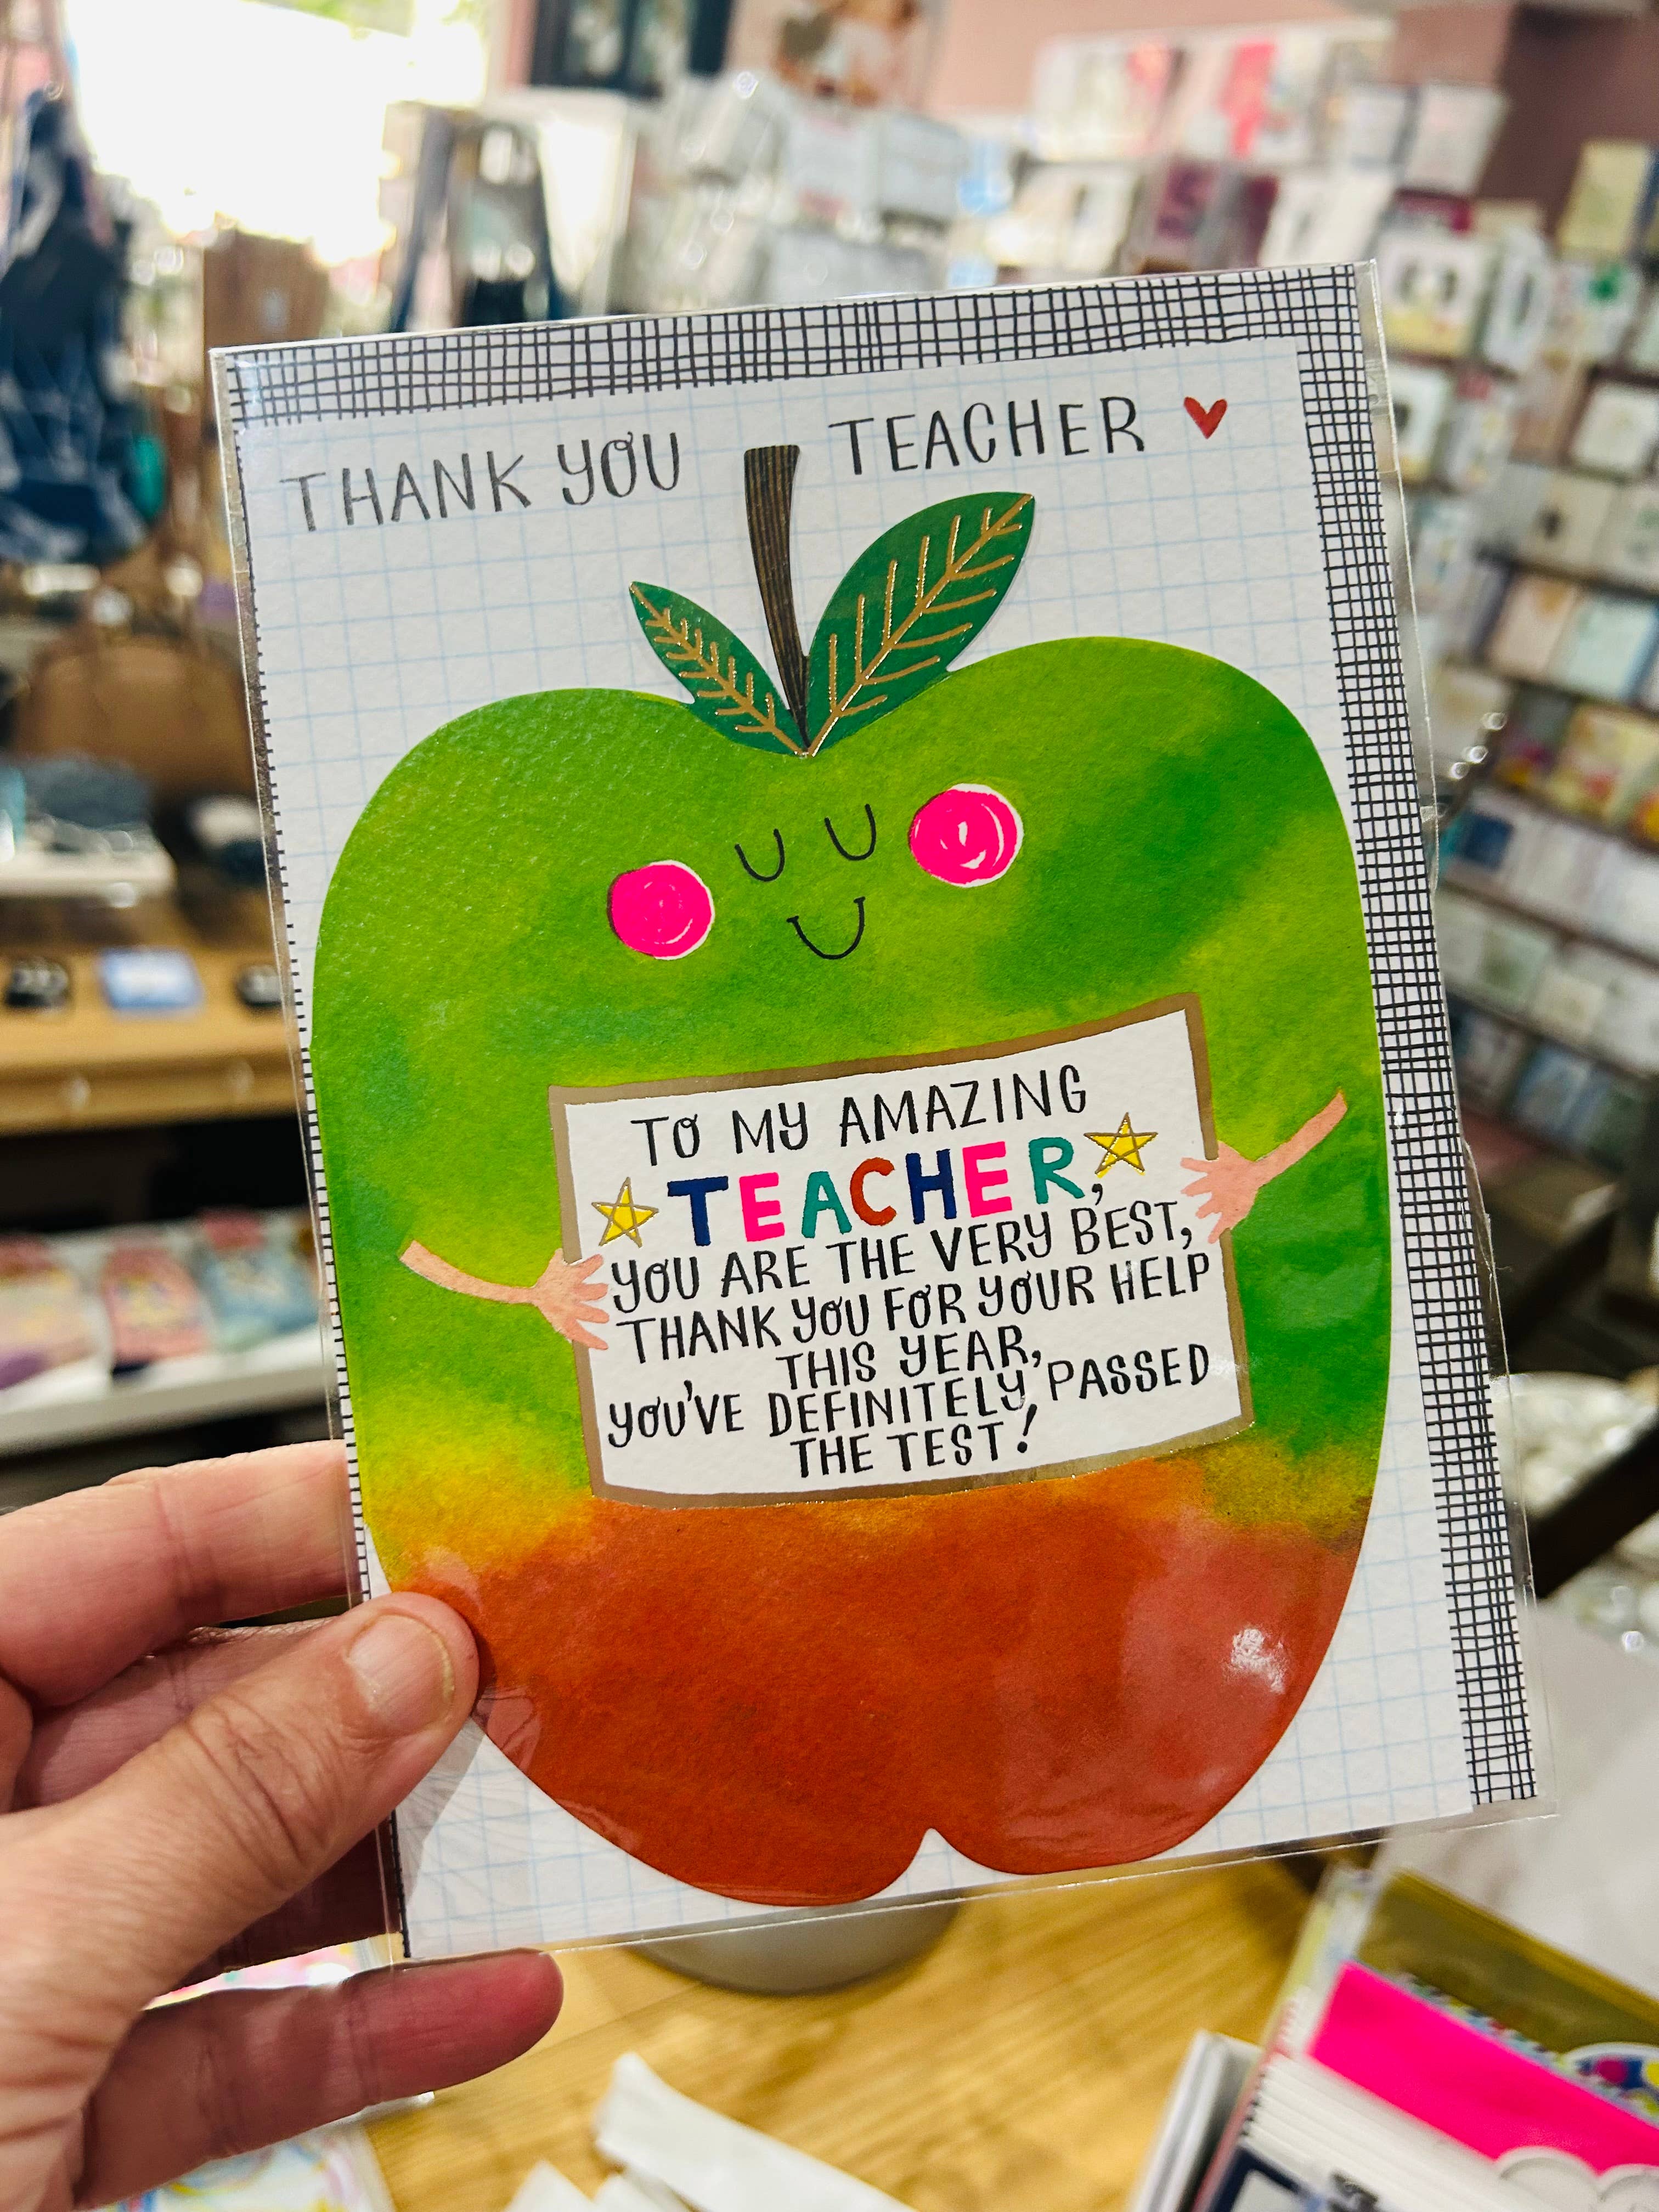 THANK YOU TEACHER
TO MY AMAZING
TEACHER,
YOU ARE THE VERY BEST,
THANK YOU FOR YOUR HELP
THIS YEAR,
YOU'VE DEFINITELY PASSED
THE TEST!